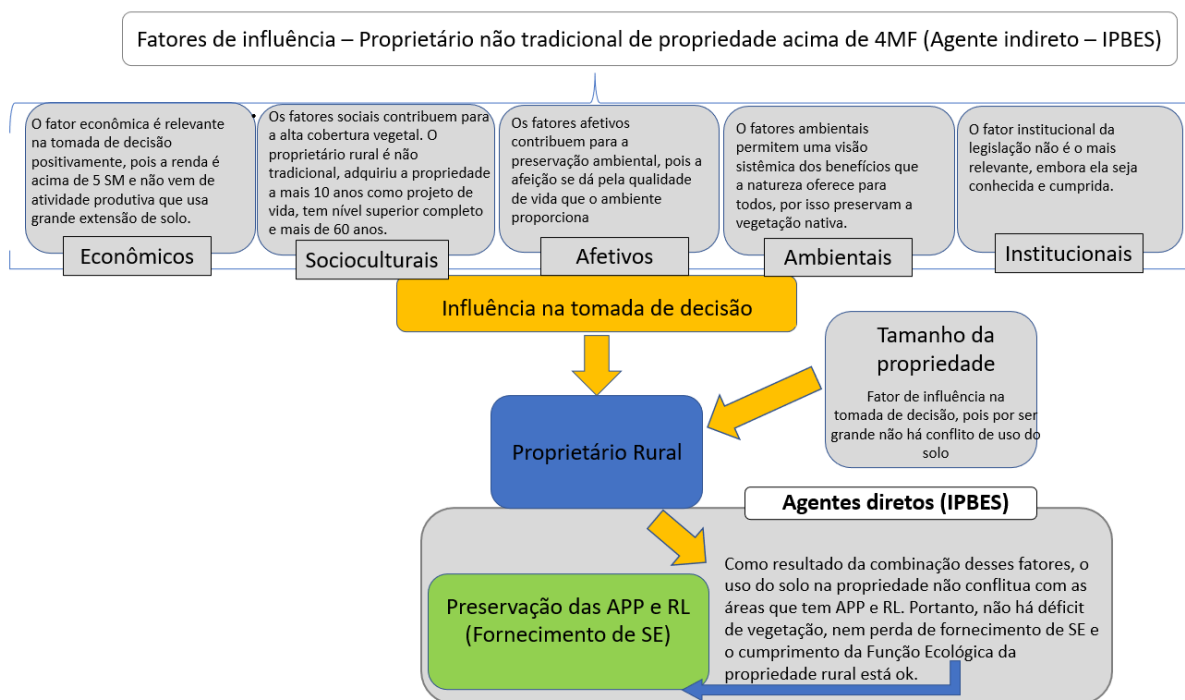 Fatores de influência – Proprietário não tradicional de propriedade acima de 4MF (Agente indireto – IPBES)
O fator econômica é relevante
na tomada de decisão
positivamente, pois a renda é
acima de 5 SM e não vem de
atividade produtiva que usa
grande extensão de solo.
Econômicos
Os fatores sociais contribuem para
a alta cobertura vegetal. O
proprietário rural é não
tradicional, adquiriu a propriedade
a mais 10 anos como projeto de
vida, tem nível superior completo
e mais de 60 anos.
Socioculturais
Os fatores afetivos
contribuem para a
preservação ambiental, pois a
afeição se dá pela qualidade
de vida que o ambiente
proporciona
Afetivos
O fatores ambientais
permitem uma visão
sistêmica dos benefícios que
a natureza oferece para
todos, por isso preservam a
vegetação nativa.
Ambientais
O fator institucional da
legislação não é o mais
relevante, embora ela seja
conhecida e cumprida.
Institucionais
Influência na tomada de decisão
Tamanho da
propriedade
Fator de influência na
tomada de decisão, pois por ser
grande não há conflito de uso do
solo
Proprietário Rural
Agentes diretos (IPBES)
Preservação das APP e RL
(Fornecimento de SE)
Como resultado da combinação desses fatores, o
uso do solo na propriedade não conflitua com as
áreas que tem APP e RL. Portanto, não há déficit
de vegetação, nem perda de fornecimento de SE e
o cumprimento da Função Ecológica da
propriedade rural está ok.